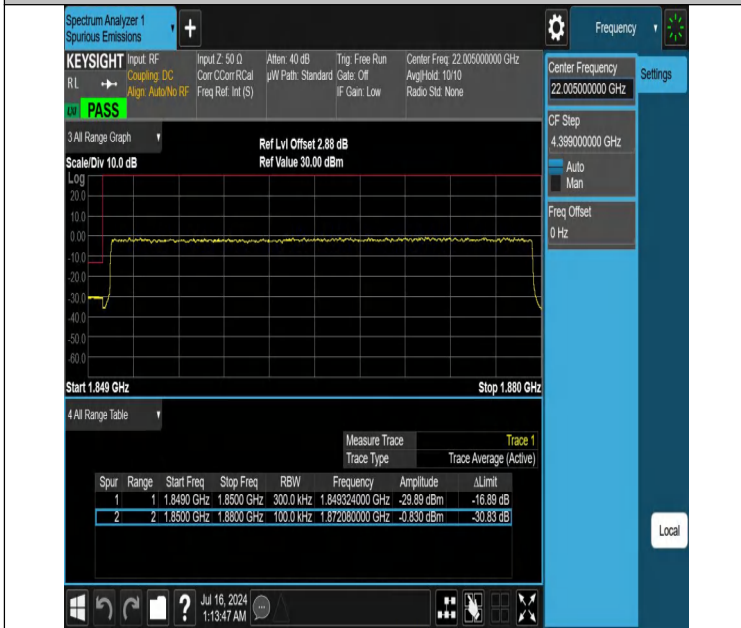 Spectrum Analyzer 1
Spurious Emissions
+
Frequency
KEYSIGHT
RL
LXI
PASS
Input: RF
Coupling: DC
Align: Auto/No RF
Input Z: 50 Ω
Corr CCorr RCal
Freq Ref: Int (S)
Atten: 40 dB
µW Path: Standard
Trig: Free Run
Gate: Off
IF Gain: Low
Center Freq: 22.005000000 GHz
Avg|Hold: 10/10
Radio Std: None
Center Frequency
22.005000000 GHz
Settings
CF Step
4.399000000 GHz
Auto
Man
Freq Offset
0 Hz
3 All Range Graph
Scale/Div 10.0 dB
Ref Lvl Offset 2.88 dB
Ref Value 30.00 dBm
Log
20.0
10.0
0.00
-10.0
-20.0
-30.0
-40.0
-50.0
-60.0
Start 1.849 GHz
Stop 1.880 GHz
4 All Range Table
Measure Trace Trace 1
Trace Type Trace Average (Active)
Spur Range Start Freq Stop Freq RBW Frequency Amplitude ΔLimit
1 1 1.8490 GHz 1.8500 GHz 300.0 kHz 1.849324000 GHz -29.89 dBm -16.89 dB
2 2 1.8500 GHz 1.8800 GHz 100.0 kHz 1.872080000 GHz -0.830 dBm -30.83 dB
Local
?
Jul 16, 2024
1:13:47 AM